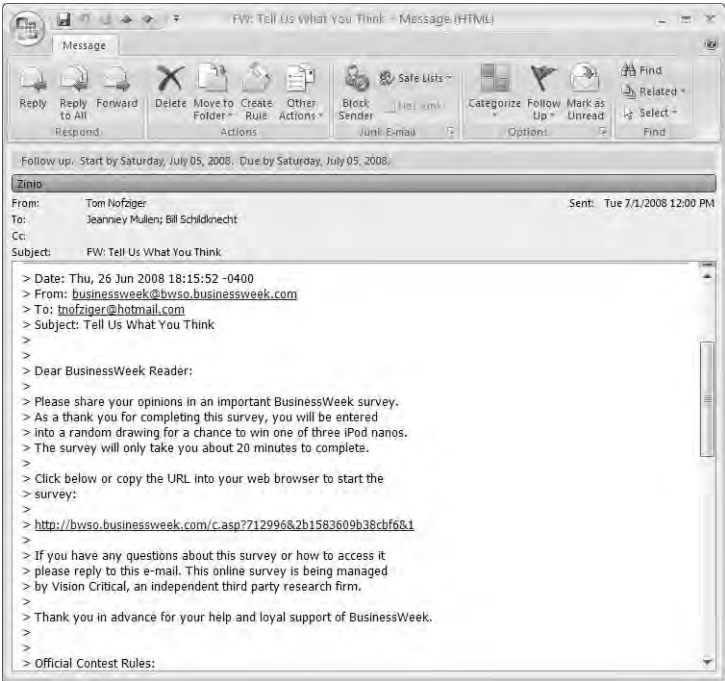 FW: Tell Us What You Think - Message (HTML)
Message
Reply
Reply to All
Forward
Respond
Delete
Move to Folder
Create Rule
Other Actions
Actions
Block Sender
Safe Lists
Not Junk
Junk E-mail
Categorize
Follow Up
Mark as Unread
Options
Find
Related
Select
Find
Follow up. Start by Saturday, July 05, 2008. Due by Saturday, July 05, 2008.
Zinio
From: Tom Nofziger Sent: Tue 7/1/2008 12:00 PM
To: Jeanniey Mullen; Bill Schildknecht
Cc:
Subject: FW: Tell Us What You Think
> Date: Thu, 26 Jun 2008 18:15:52 -0400
> From: businessweek@bwso.businessweek.com
> To: tnofziger@hotmail.com
> Subject: Tell Us What You Think
>
>
> Dear BusinessWeek Reader:
>
> Please share your opinions in an important BusinessWeek survey.
> As a thank you for completing this survey, you will be entered
> into a random drawing for a chance to win one of three iPod nanos.
> The survey will only take you about 20 minutes to complete.
>
> Click below or copy the URL into your web browser to start the
> survey:
>
> http://bwso.businessweek.com/c.asp?712996&2b1583609b38cbf6&1
>
> If you have any questions about this survey or how to access it
> please reply to this e-mail. This online survey is being managed
> by Vision Critical, an independent third party research firm.
>
> Thank you in advance for your help and loyal support of BusinessWeek.
>
>
> Official Contest Rules: